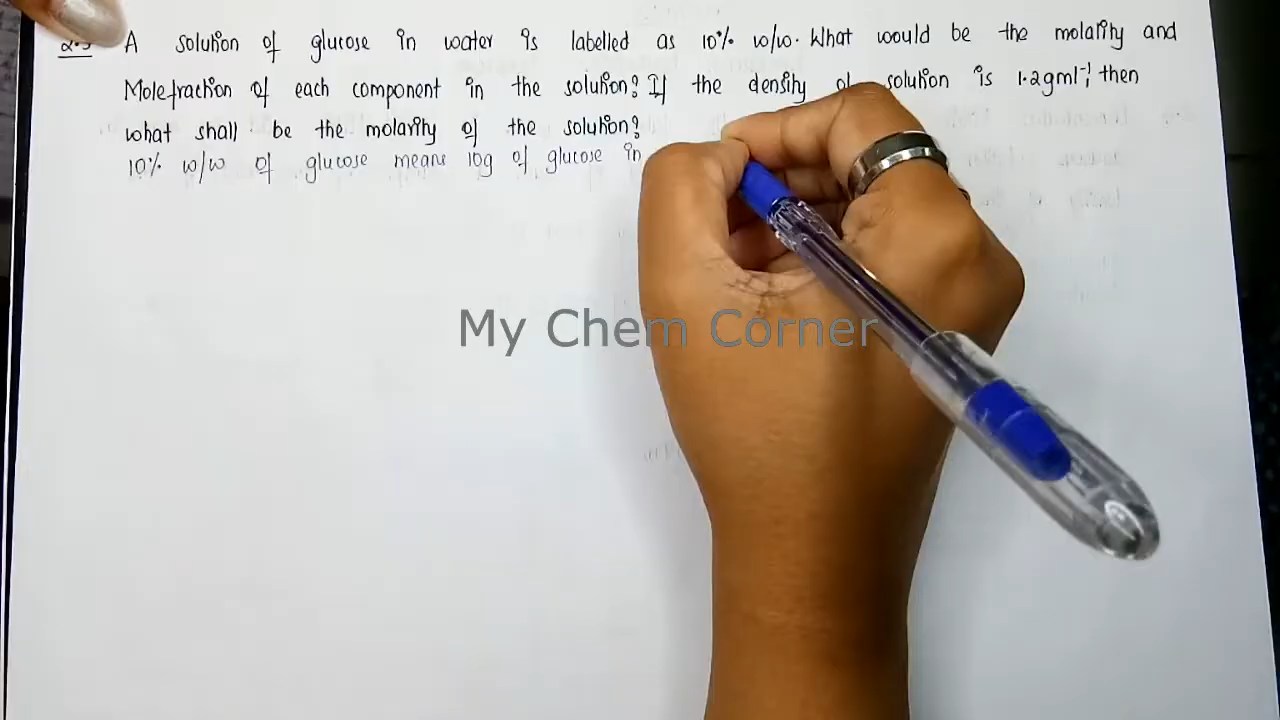 A solution of glucose in water is labelled as 10% w/w. What would be the molality and
Molefraction of each component in the solution? If the density of solution is 1.2gml⁻¹, then
what shall be the molarity of the solution?
10% w/w of glucose means 10g of glucose in
My Chem Corner